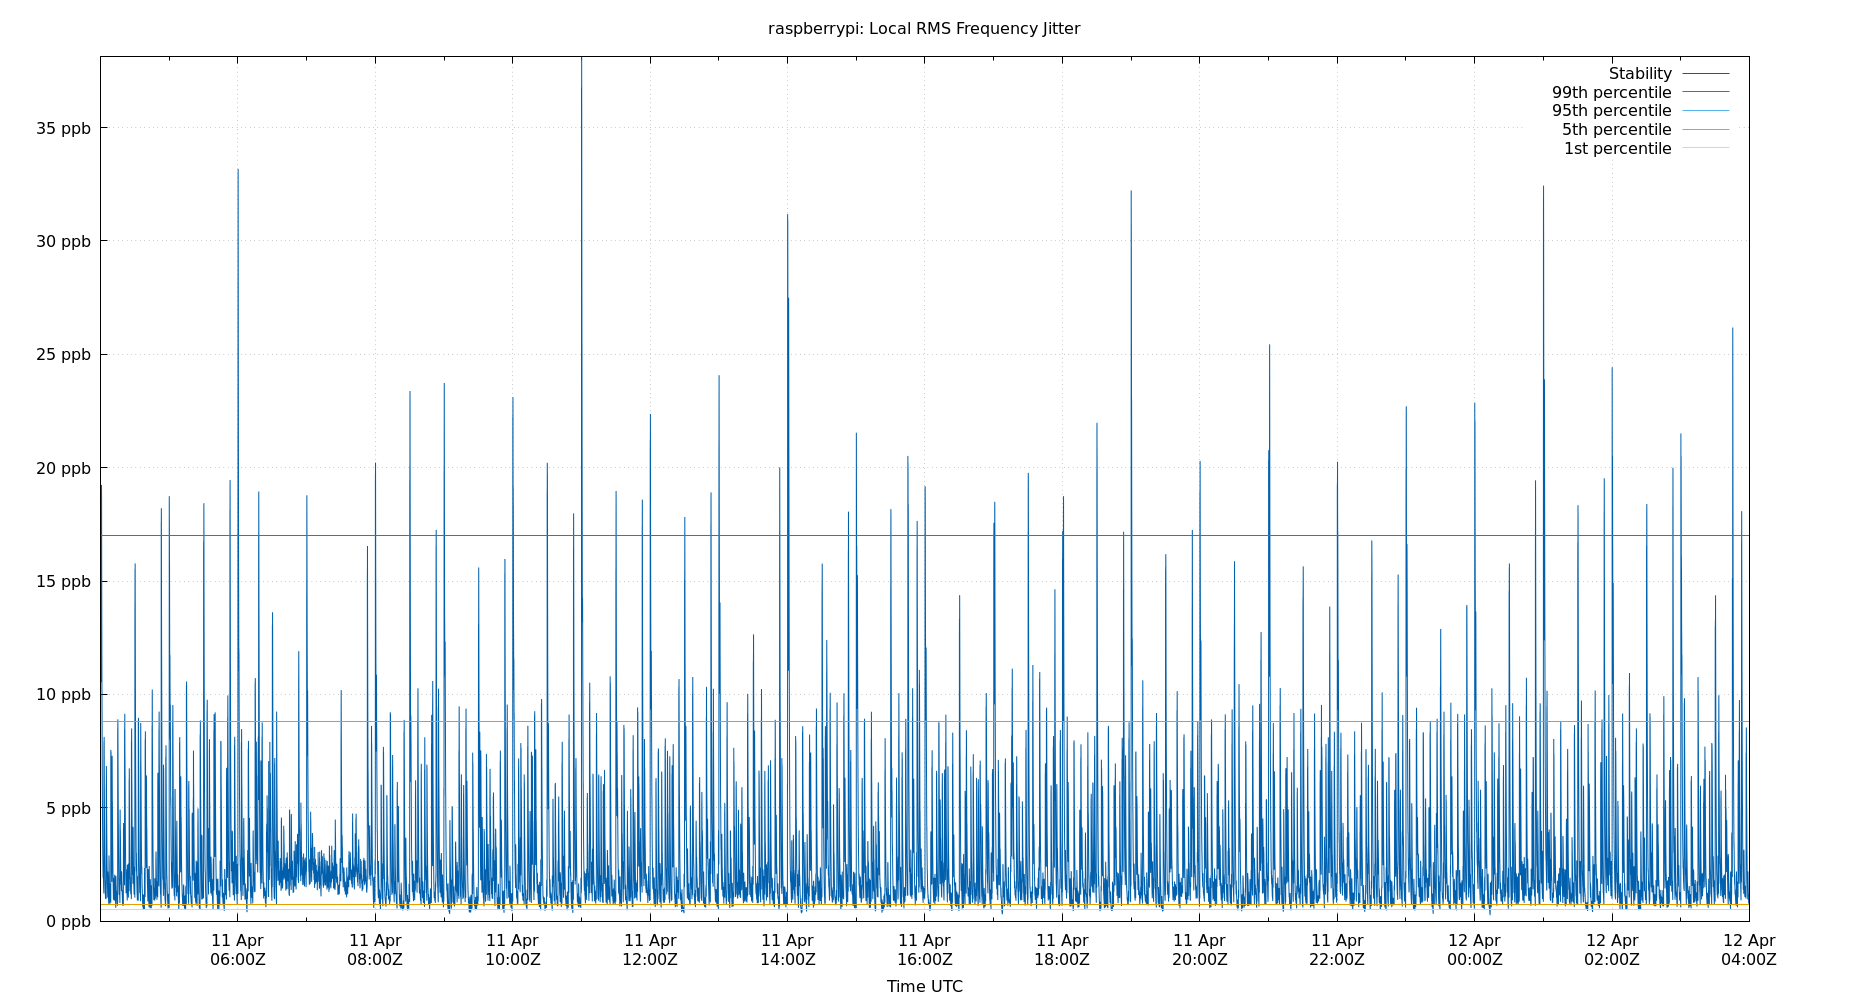 raspberrypi: Local RMS Frequency Jitter
Stability
99th percentile
95th percentile
5th percentile
1st percentile
35 ppb
30 ppb
25 ppb
20 ppb
15 ppb
10 ppb
5 ppb
0 ppb
11 Apr 11 Apr 11 Apr 11 Apr 11 Apr 11 Apr 11 Apr 11 Apr 11 Apr 12 Apr 12 Apr 12 Apr
06:00Z 08:00Z 10:00Z 12:00Z 14:00Z 16:00Z 18:00Z 20:00Z 22:00Z 00:00Z 02:00Z 04:00Z
Time UTC